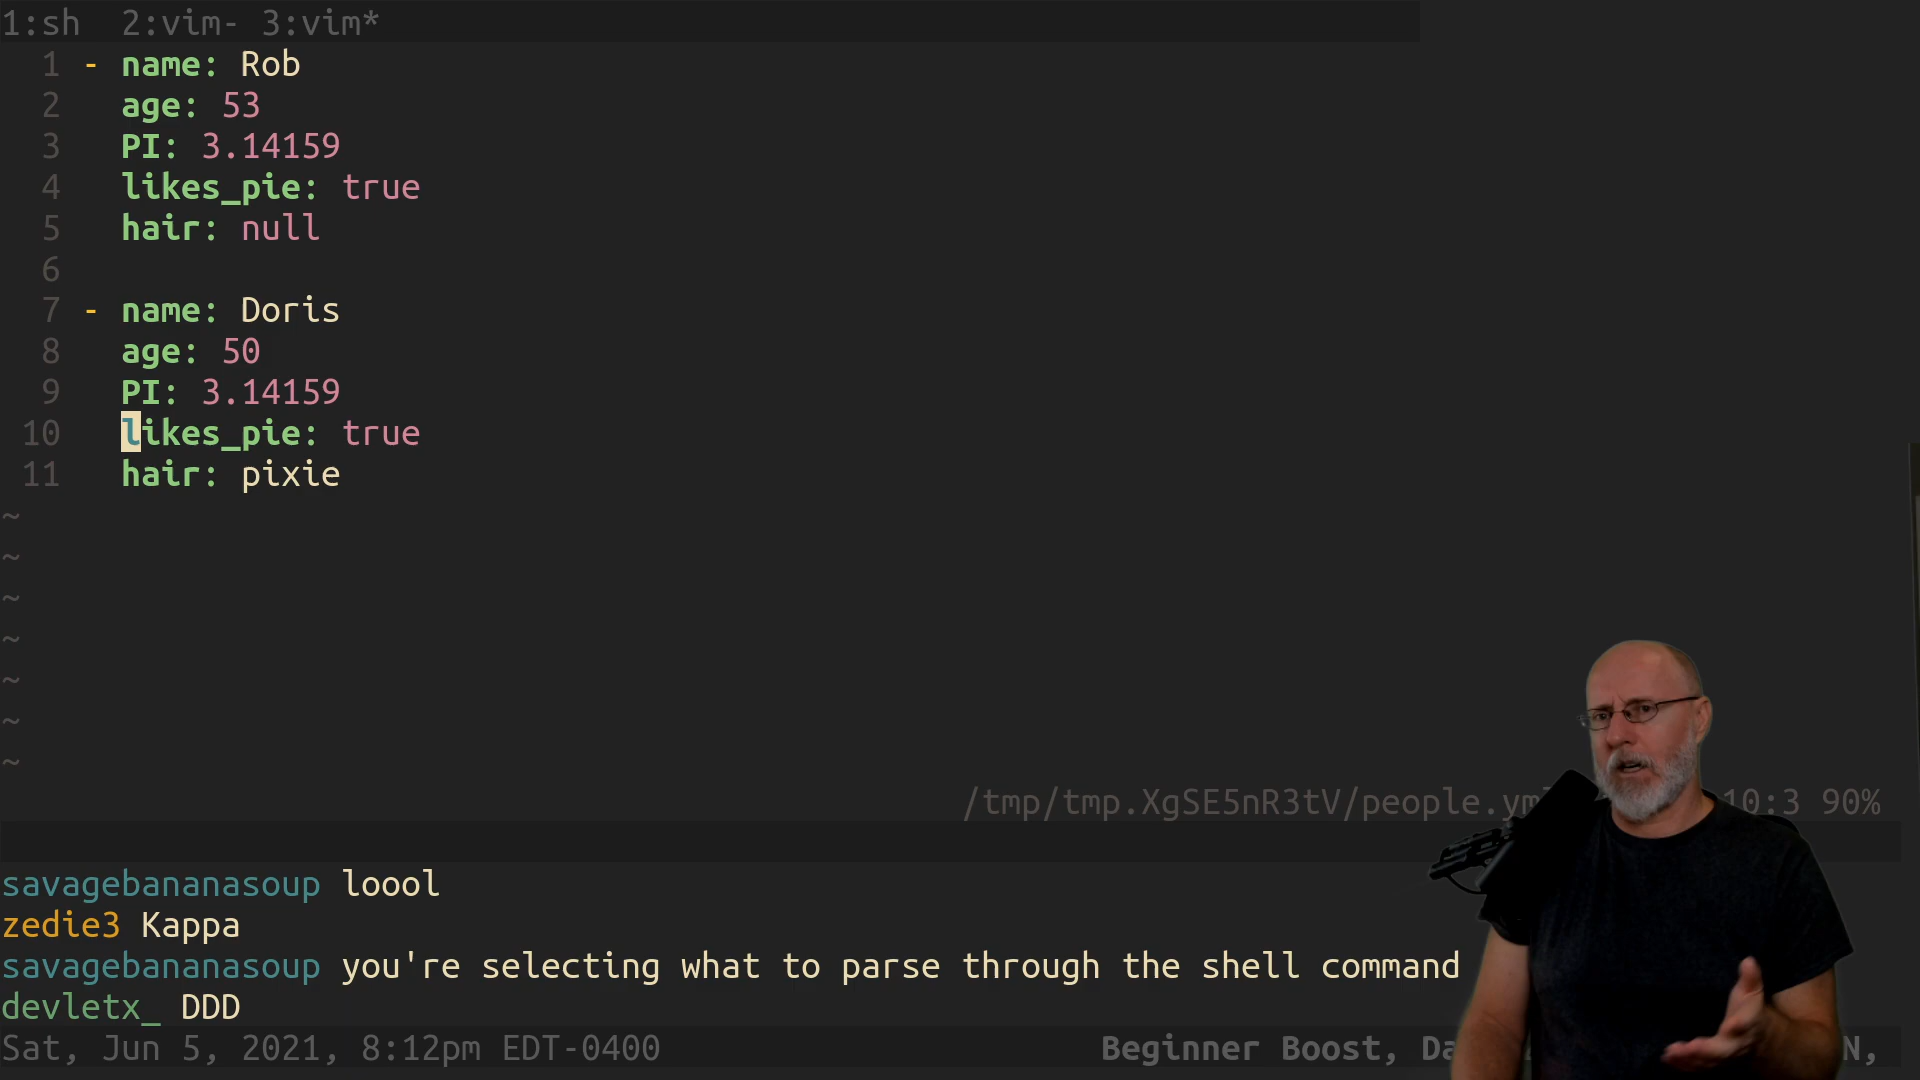 1:sh 2:vim- 3:vim*
1 - name: Rob
2 age: 53
3 PI: 3.14159
4 likes_pie: true
5 hair: null
6
7 - name: Doris
8 age: 50
9 PI: 3.14159
10 likes_pie: true
11 hair: pixie
~
~
~
~
~
~
~
/tmp/tmp.XgSE5nR3tV/people.ym 10:3 90%
savagebananasoup loool
zedie3 Kappa
savagebananasoup you're selecting what to parse through the shell command
devletx_ DDD
Sat, Jun 5, 2021, 8:12pm EDT-0400 Beginner Boost,